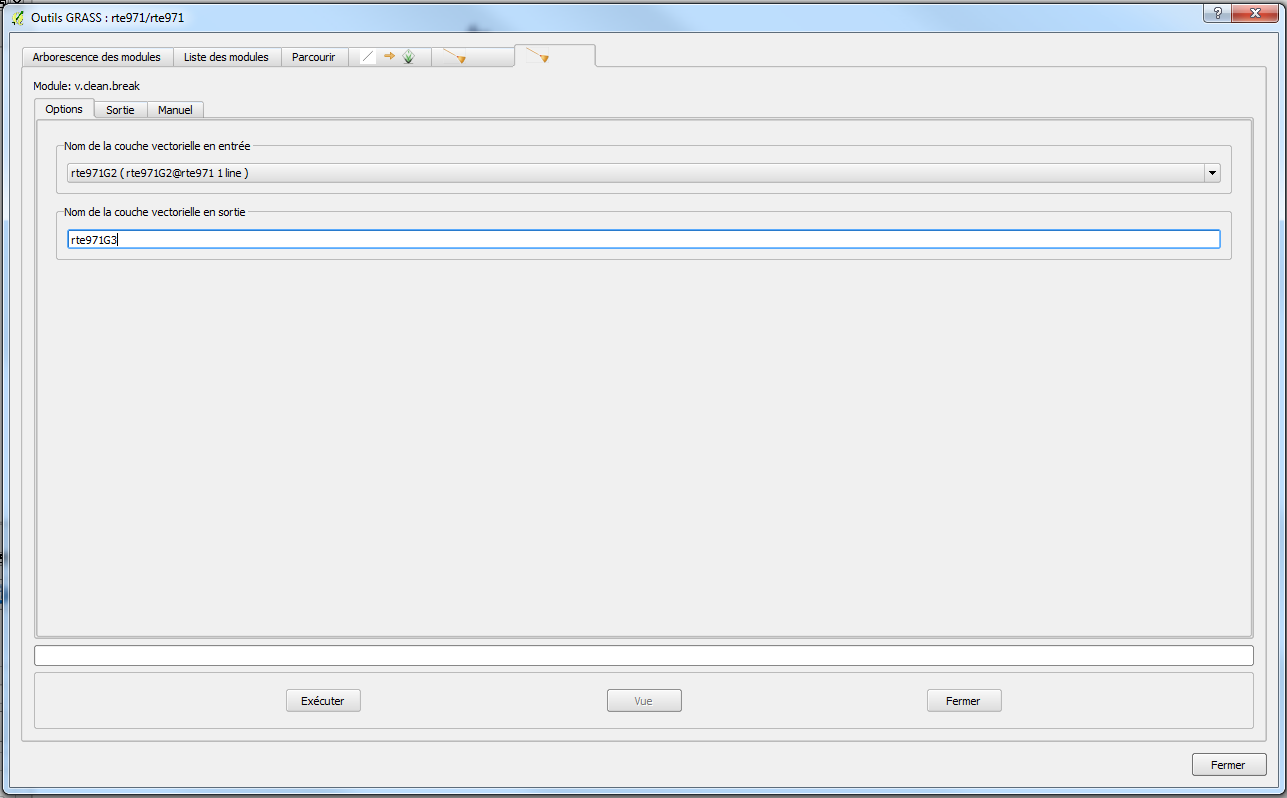 Outils GRASS : rte971/rte971
?
Arborescence des modules Liste des modules Parcourir
Module: v.clean.break
Options Sortie Manuel
Nom de la couche vectorielle en entrée
rte971G2 ( rte971G2@rte971 1 line )
Nom de la couche vectorielle en sortie
rte971G3
Exécuter Vue Fermer
Fermer